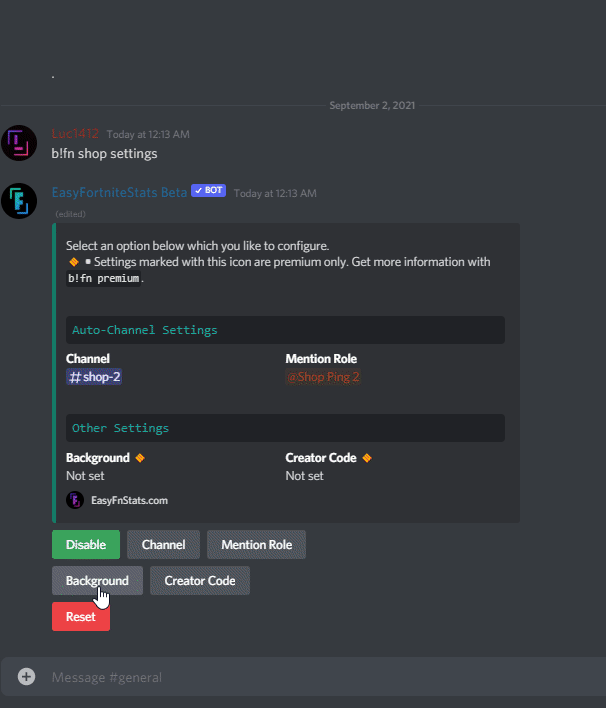 .
September 2, 2021
Luc1412 Today at 12:13 AM
b!fn shop settings
EasyFortniteStats Beta ✓ BOT Today at 12:13 AM
(edited)
Select an option below which you like to configure.
▪ Settings marked with this icon are premium only. Get more information with
b!fn premium.
Auto-Channel Settings
Channel Mention Role
#shop-2 @Shop Ping 2
Other Settings
Background Creator Code
Not set Not set
EasyFnStats.com
Disable Channel Mention Role
Background Creator Code
Reset
Message #general